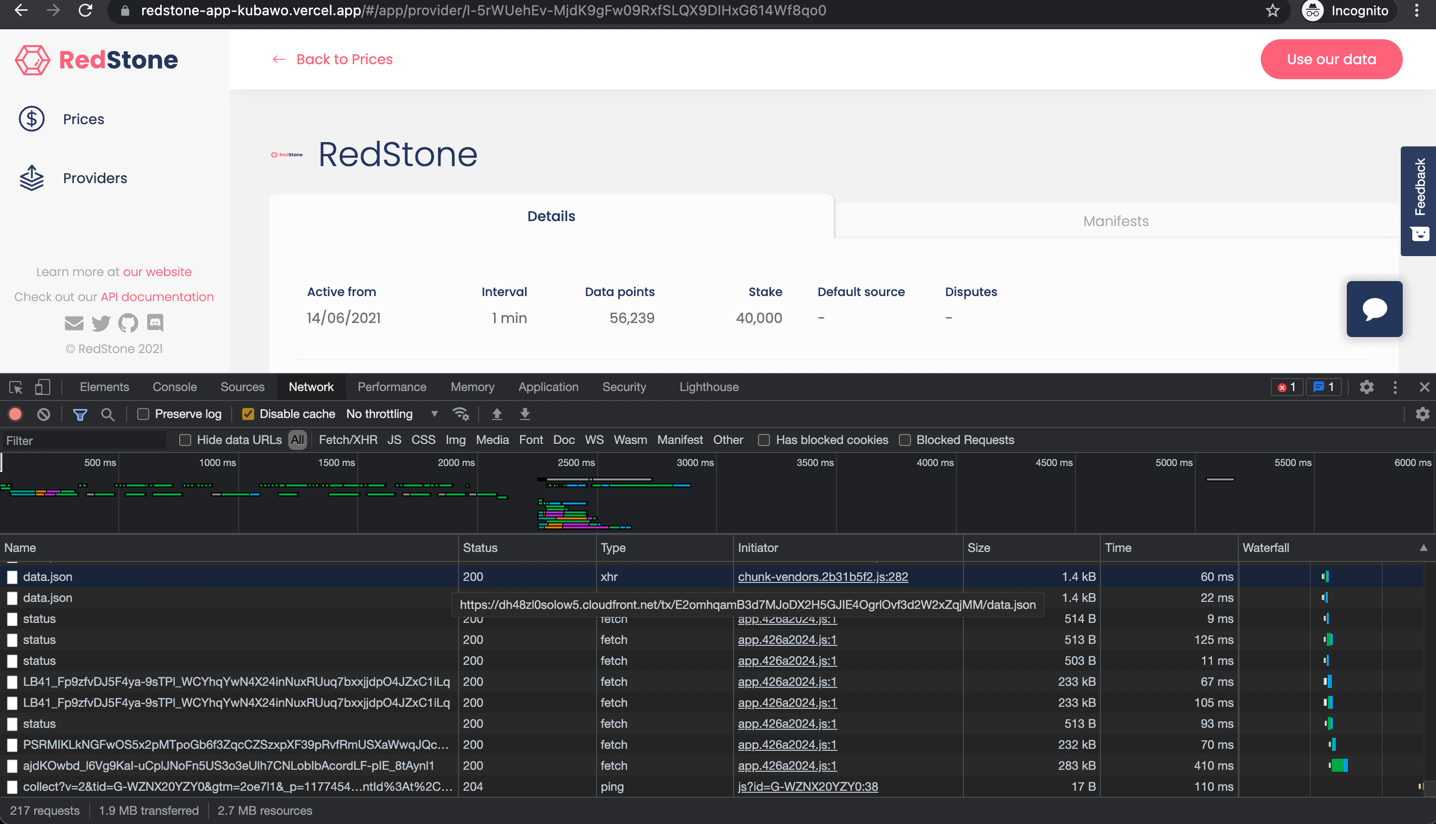 redstone-app-kubawo.vercel.app/#/app/provider/I-5rWUehEv-MjdK9gFw09RxfSLQX9DIHxG614Wf8qo0
Incognito
RedStone
← Back to Prices
Use our data
Prices
Providers
RedStone
RedStone
Feedback
Details
Manifests
Learn more at our website
Check out our API documentation
© RedStone 2021
Active from Interval Data points Stake Default source Disputes
14/06/2021 1 min 56,239 40,000 - -
Elements Console Sources Network Performance Memory Application Security Lighthouse 1 1
Preserve log Disable cache No throttling
Filter Hide data URLs All Fetch/XHR JS CSS Img Media Font Doc WS Wasm Manifest Other Has blocked cookies Blocked Requests
500 ms 1000 ms 1500 ms 2000 ms 2500 ms 3000 ms 3500 ms 4000 ms 4500 ms 5000 ms 5500 ms 6000 ms
Name Status Type Initiator Size Time Waterfall
data.json 200 xhr chunk-vendors.2b31b5f2.js:282 1.4 kB 60 ms
data.json 1.4 kB 22 ms
https://dh48zl0solow5.cloudfront.net/tx/E2omhqamB3d7MJoDX2H5GJIE4OgrlOvf3d2W2xZqjMM/data.json
status 200 fetch app.426a2024.js:1 514 B 9 ms
status 200 fetch app.426a2024.js:1 513 B 125 ms
status 200 fetch app.426a2024.js:1 503 B 11 ms
LB41_Fp9zfvDJ5F4ya-9sTPl_WCYhqYwN4X24inNuxRUuq7bxxjjdpO4JZxC1iLq 200 fetch app.426a2024.js:1 233 kB 67 ms
LB41_Fp9zfvDJ5F4ya-9sTPl_WCYhqYwN4X24inNuxRUuq7bxxjjdpO4JZxC1iLq 200 fetch app.426a2024.js:1 233 kB 105 ms
status 200 fetch app.426a2024.js:1 513 B 93 ms
PSRMIKLkNGFwOS5x2pMTpoGb6f3ZqcCZSzxpXF39pRvfRmUSXaWwqJQc... 200 fetch app.426a2024.js:1 232 kB 70 ms
ajdKOwbd_l6Vg9KaI-uCplJNoFn5US3o3eUlh7CNLobIbAcordLF-pIE_8tAynl1 200 fetch app.426a2024.js:1 283 kB 410 ms
collect?v=2&tid=G-WZNX20YZY0&gtm=2oe7l1&_p=1177454...ntId%3At%2C... 204 ping js?id=G-WZNX20YZY0:38 17 B 110 ms
217 requests 1.9 MB transferred 2.7 MB resources